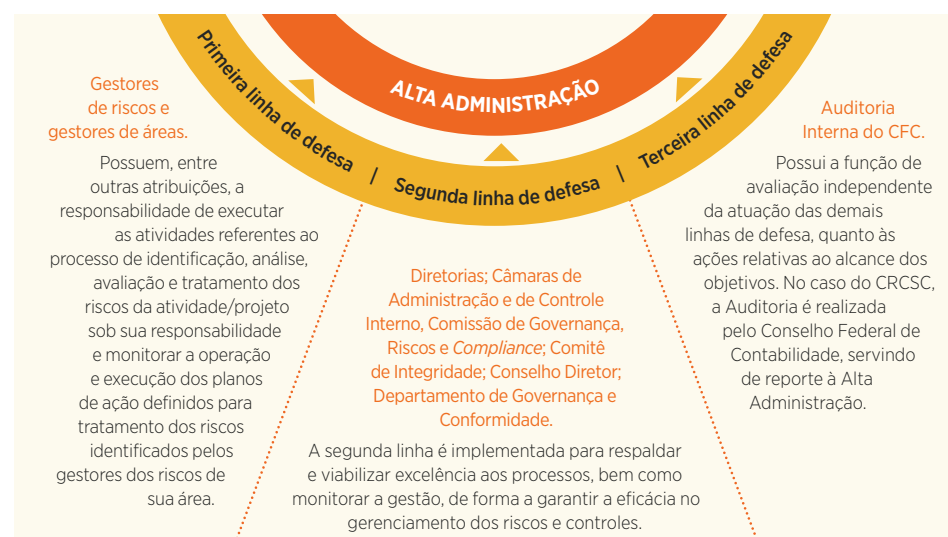 ALTA ADMINISTRAÇÃO
Primeira linha de defesa | Segunda linha de defesa | Terceira linha de defesa
Gestores
de riscos e
gestores de áreas.
Possuem, entre
outras atribuições, a
responsabilidade de executar
as atividades referentes ao
processo de identificação, análise,
avaliação e tratamento dos
riscos da atividade/projeto
sob sua responsabilidade
e monitorar a operação
e execução dos planos
de ação definidos para
tratamento dos riscos
identificados pelos
gestores dos riscos de
sua área.
Diretorias; Câmaras de
Administração e de Controle
Interno, Comissão de Governança,
Riscos e Compliance; Comitê
de Integridade; Conselho Diretor;
Departamento de Governança e
Conformidade.
A segunda linha é implementada para respaldar
e viabilizar excelência aos processos, bem como
monitorar a gestão, de forma a garantir a eficácia no
gerenciamento dos riscos e controles.
Auditoria
Interna do CFC.
Possui a função de
avaliação independente
da atuação das demais
linhas de defesa, quanto às
ações relativas ao alcance dos
objetivos. No caso do CRCSC,
a Auditoria é realizada
pelo Conselho Federal de
Contabilidade, servindo
de reporte à Alta
Administração.